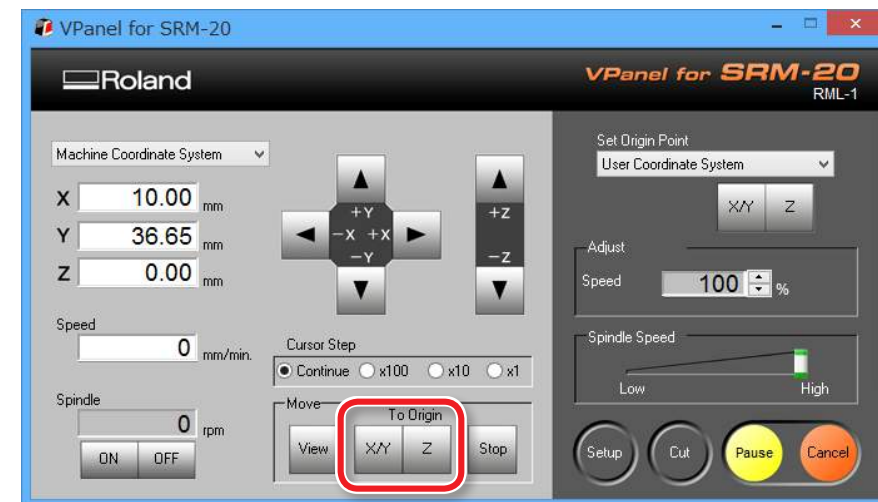 VPanel for SRM-20
Roland
VPanel for SRM-20
RML-1
Machine Coordinate System
X 10.00 mm
Y 36.65 mm
Z 0.00 mm
Speed
0 mm/min.
Spindle
0 rpm
ON OFF
+Y
-X +X
-Y
+Z
-Z
Cursor Step
Continue x100 x10 x1
Move
To Origin
View X/Y Z Stop
Set Origin Point
User Coordinate System
X/Y Z
Adjust
Speed 100 %
Spindle Speed
Low High
Setup Cut Pause Cancel